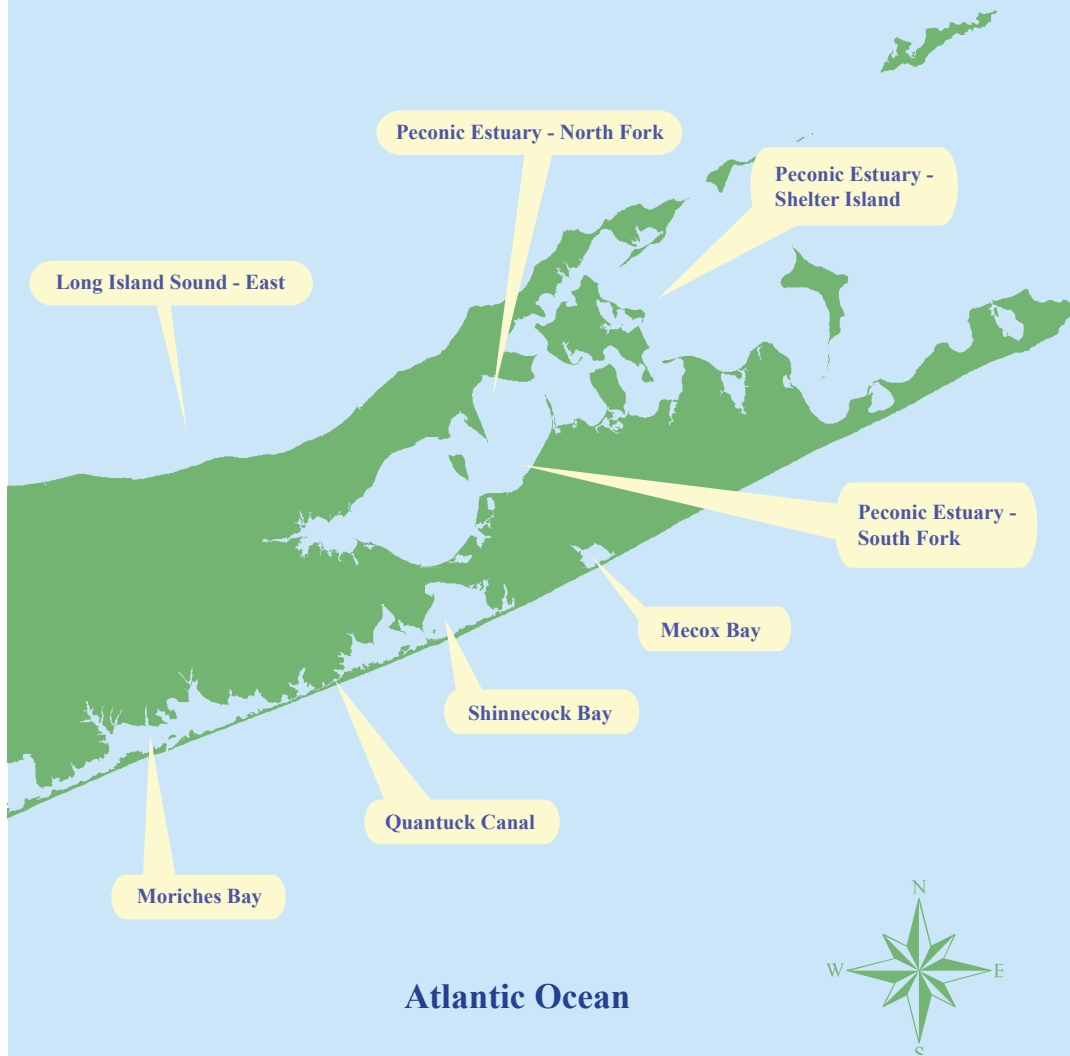 Peconic Estuary - North Fork
Peconic Estuary -
Shelter Island
Long Island Sound - East
Peconic Estuary -
South Fork
Mecox Bay
Shinnecock Bay
Quantuck Canal
Moriches Bay
N
W
E
S
Atlantic Ocean